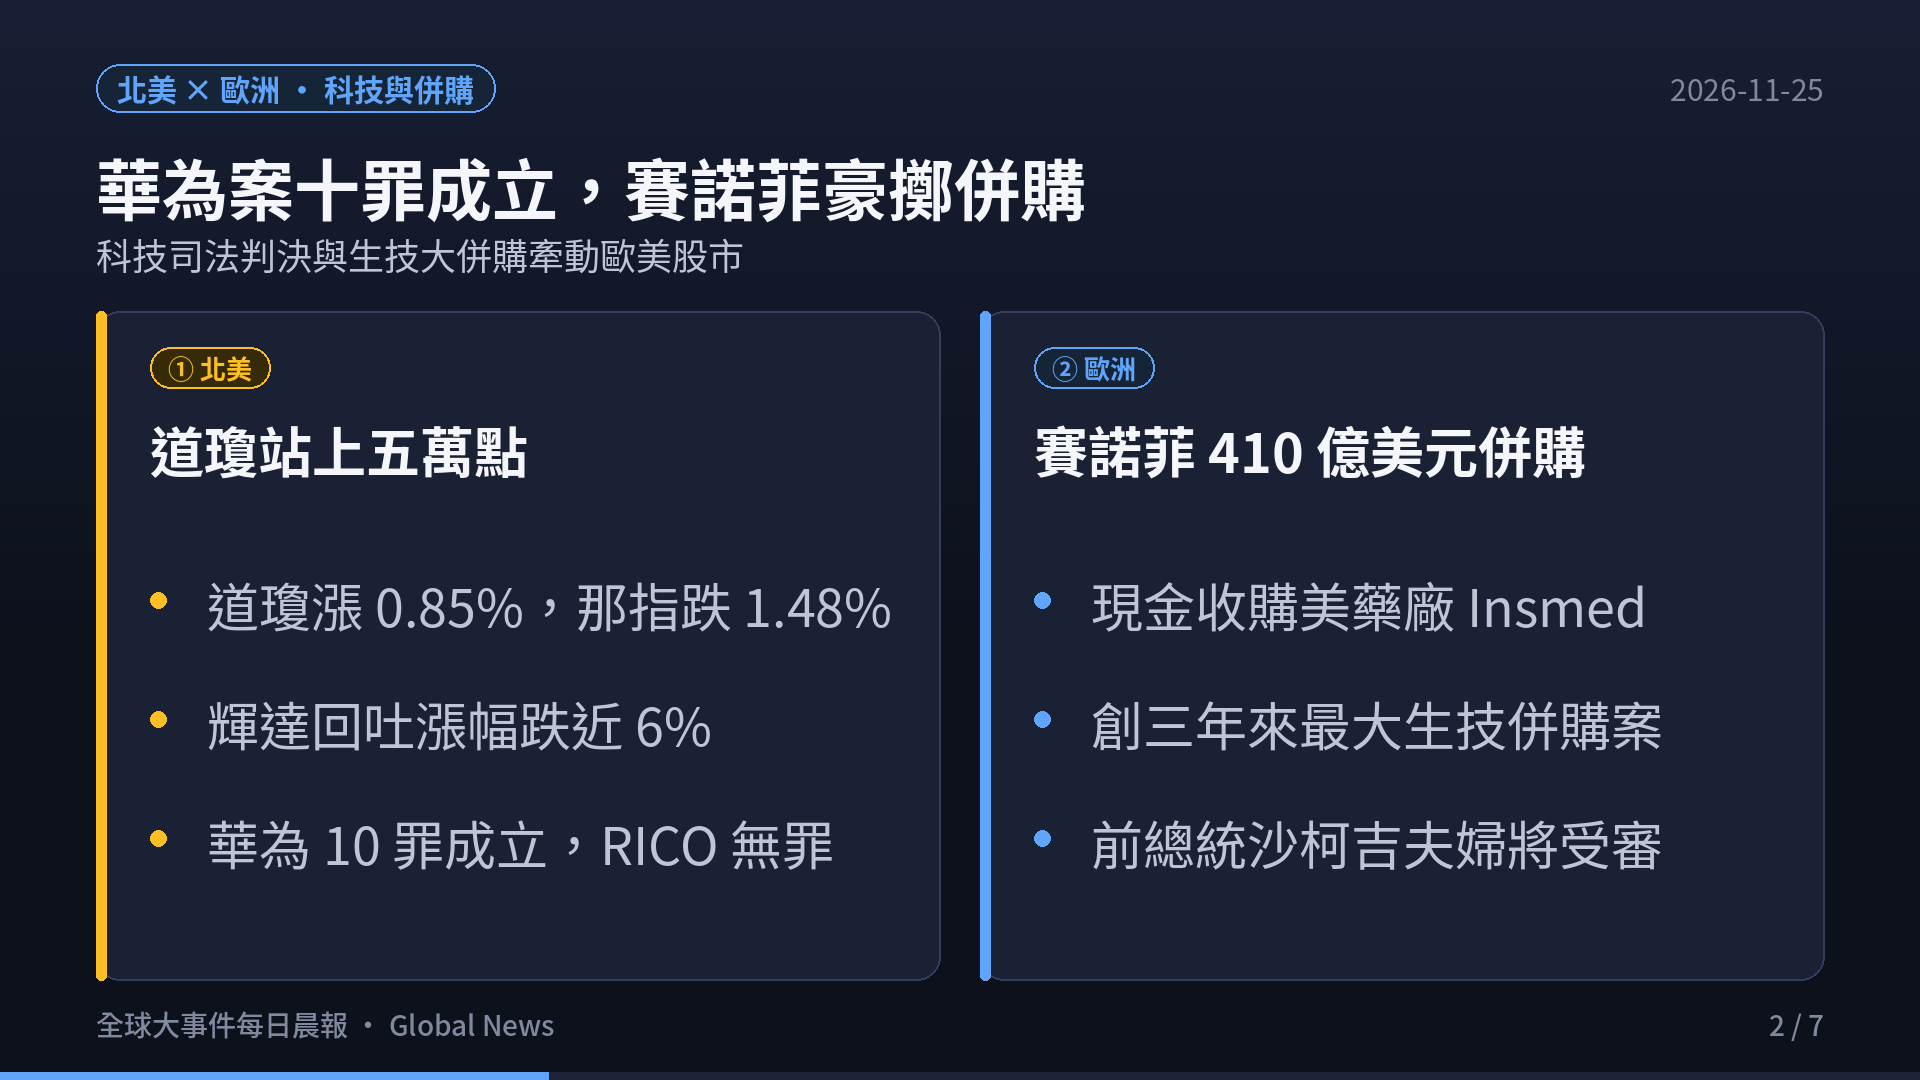 北美 × 歐洲 • 科技與併購
2026-11-25
華為案十罪成立，賽諾菲豪擲併購
科技司法判決與生技大併購牽動歐美股市
① 北美
道瓊站上五萬點
• 道瓊漲 0.85%，那指跌 1.48%
• 輝達回吐漲幅跌近 6%
• 華為 10 罪成立，RICO 無罪
② 歐洲
賽諾菲 410 億美元併購
• 現金收購美藥廠 Insmed
• 創三年來最大生技併購案
• 前總統沙柯吉夫婦將受審
全球大事件每日晨報 • Global News
2 / 7